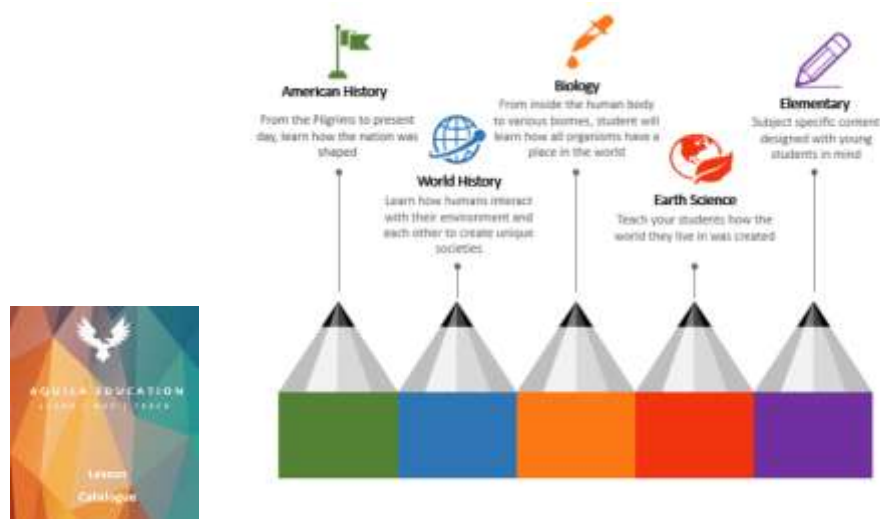 American History
From the Pilgrims to present
day, learn how the nation was
shaped
World History
Learn how humans interact
with their environment and
each other to create unique
societies
Biology
From inside the human body
to various biomes, student will
learn how all organisms have a
place in the world
Earth Science
Teach your students how the
world they live in was created
Elementary
Subject specific content
designed with young
students in mind
AQUILA EDUCATION
Lesson
Catalogue